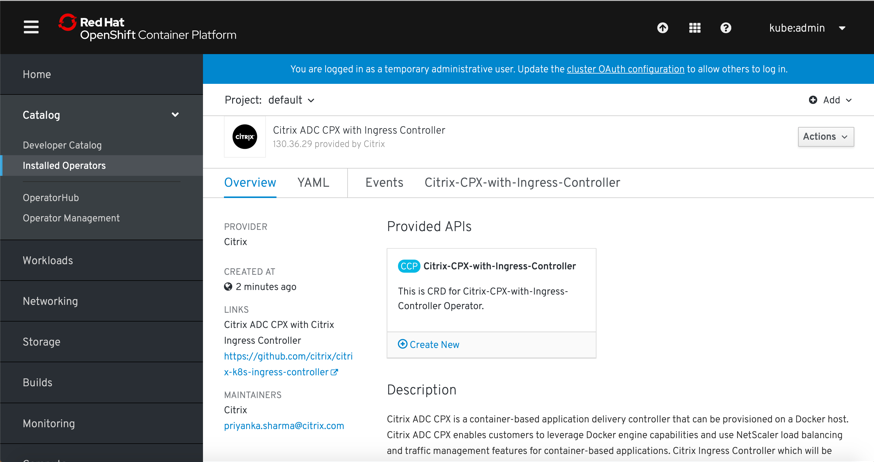 Red Hat
OpenShift Container Platform
kube:admin
Home
Catalog
Developer Catalog
Installed Operators
OperatorHub
Operator Management
Workloads
Networking
Storage
Builds
Monitoring
You are logged in as a temporary administrative user. Update the cluster OAuth configuration to allow others to log in.
Project: default
Add
CITRIX
Citrix ADC CPX with Ingress Controller
130.36.29 provided by Citrix
Actions
Overview YAML Events Citrix-CPX-with-Ingress-Controller
PROVIDER
Citrix
CREATED AT
2 minutes ago
LINKS
Citrix ADC CPX with Citrix
Ingress Controller
https://github.com/citrix/citri
x-k8s-ingress-controller
MAINTAINERS
Citrix
priyanka.sharma@citrix.com
Provided APIs
CCP Citrix-CPX-with-Ingress-Controller
This is CRD for Citrix-CPX-with-Ingress-
Controller Operator.
Create New
Description
Citrix ADC CPX is a container-based application delivery controller that can be provisioned on a Docker host.
Citrix ADC CPX enables customers to leverage Docker engine capabilities and use NetScaler load balancing
and traffic management features for container-based applications. Citrix Ingress Controller which will be